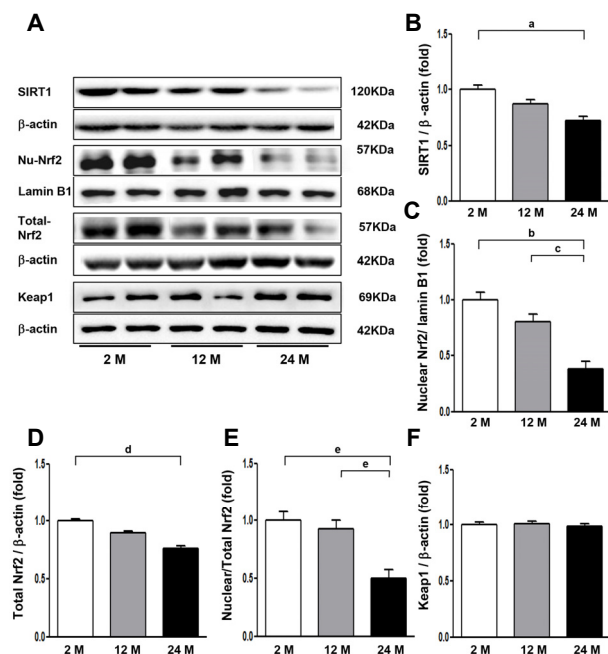 A
SIRT1 120KDa
β-actin 42KDa
Nu-Nrf2 57KDa
Lamin B1 68KDa
Total-
Nrf2 57KDa
β-actin 42KDa
Keap1 69KDa
β-actin 42KDa
2 M 12 M 24 M
B
a
SIRT1 / β -actin (fold)
1.5
1.0
0.5
0.0
2 M 12 M 24 M
C
b
c
Nuclear Nrf2/ lamin B1 (fold)
1.5
1.0
0.5
0.0
2 M 12 M 24 M
D
d
Total Nrf2 / β-actin (fold)
1.5
1.0
0.5
0.0
2 M 12 M 24 M
E
e
e
Nuclear/Total Nrf2 (fold)
1.5
1.0
0.5
0.0
2 M 12 M 24 M
F
Keap1 / β-actin (fold)
1.5
1.0
0.5
0.0
2 M 12 M 24 M